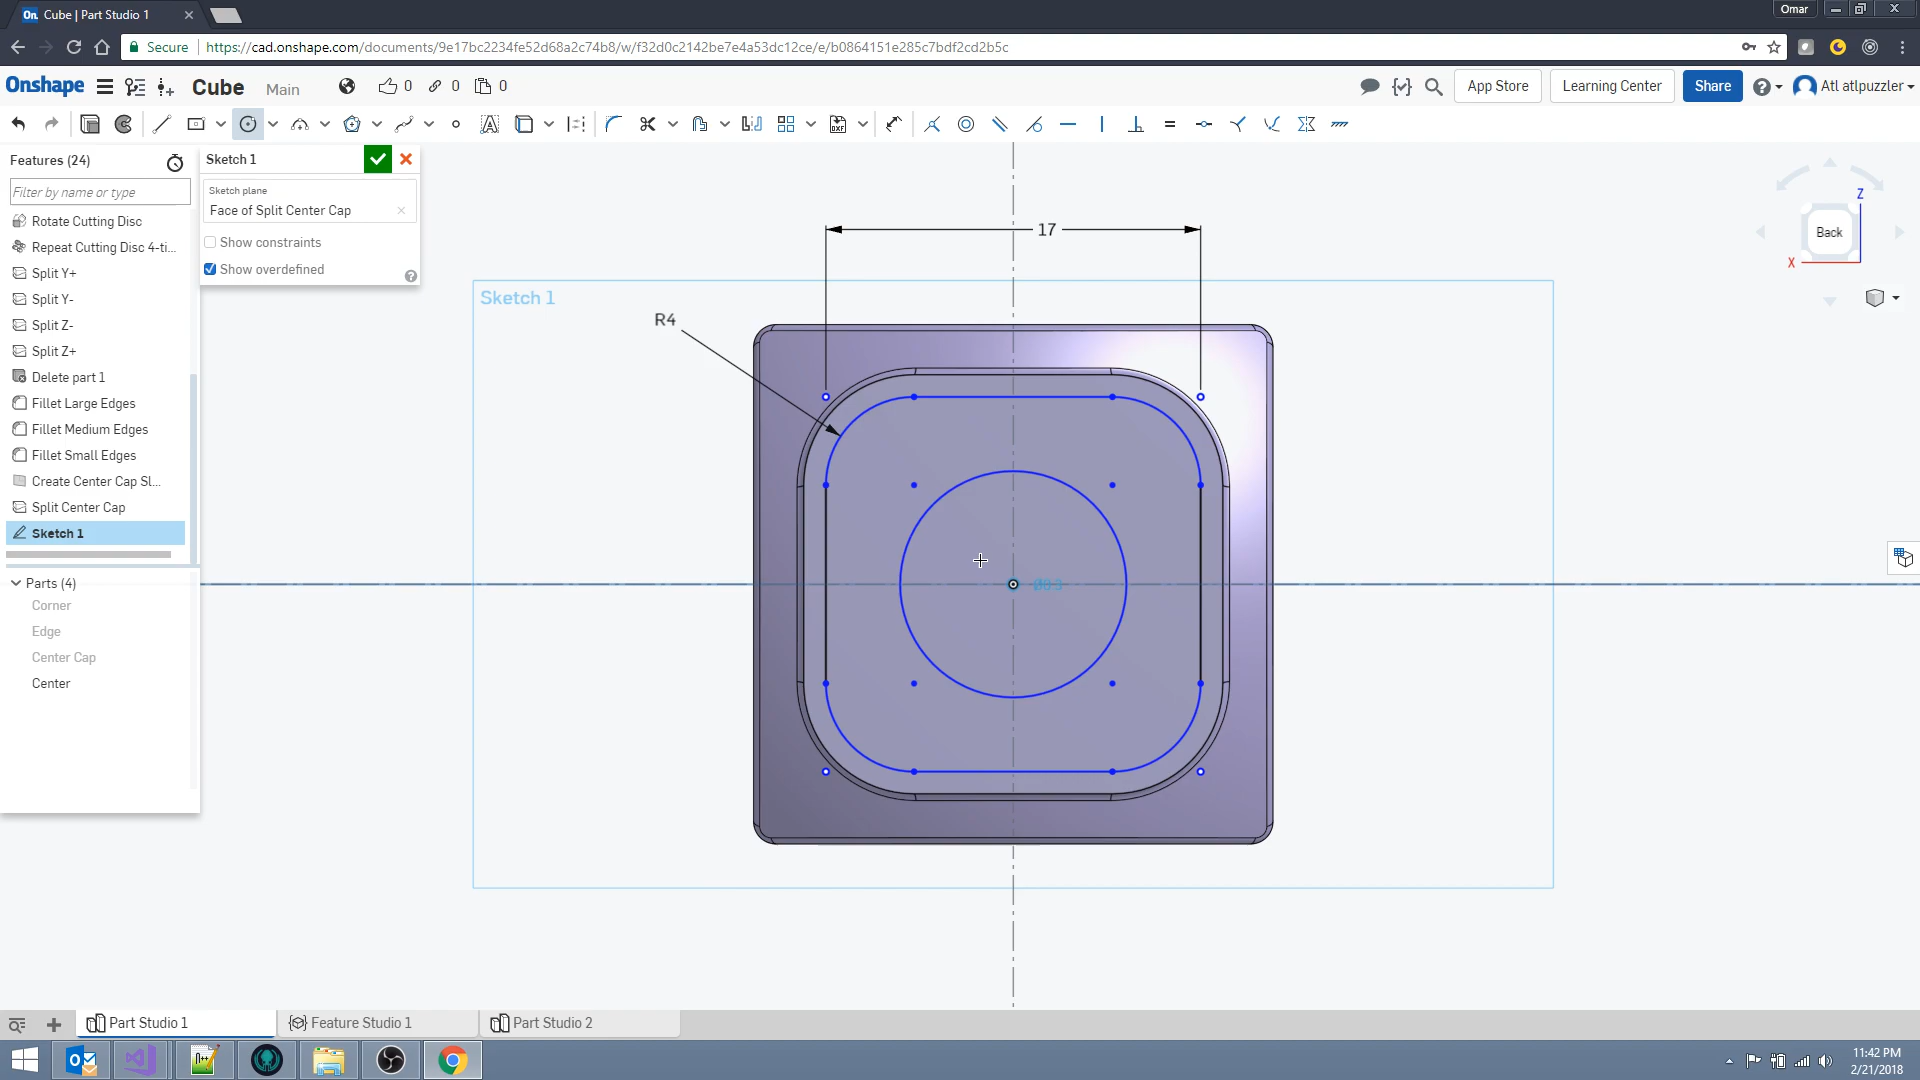 Cube | Part Studio 1
Omar
Secure
https://cad.onshape.com/documents/9e17bc2234fe52d68a2c74b8/w/f32d0c2142be7e4a53dc12ce/e/b0864151e285c7bdf2cd2b5c
Onshape
Cube
Main
0
0
0
App Store
Learning Center
Share
Atl atlpuzzler
Features (24)
Filter by name or type
Rotate Cutting Disc
Repeat Cutting Disc 4-ti...
Split Y+
Split Y-
Split Z-
Split Z+
Delete part 1
Fillet Large Edges
Fillet Medium Edges
Fillet Small Edges
Create Center Cap Sl...
Split Center Cap
Sketch 1
Parts (4)
Corner
Edge
Center Cap
Center
Sketch 1
Sketch plane
Face of Split Center Cap
Show constraints
Show overdefined
17
Sketch 1
R4
Z
Back
X
Part Studio 1
Feature Studio 1
Part Studio 2
11:42 PM
2/21/2018